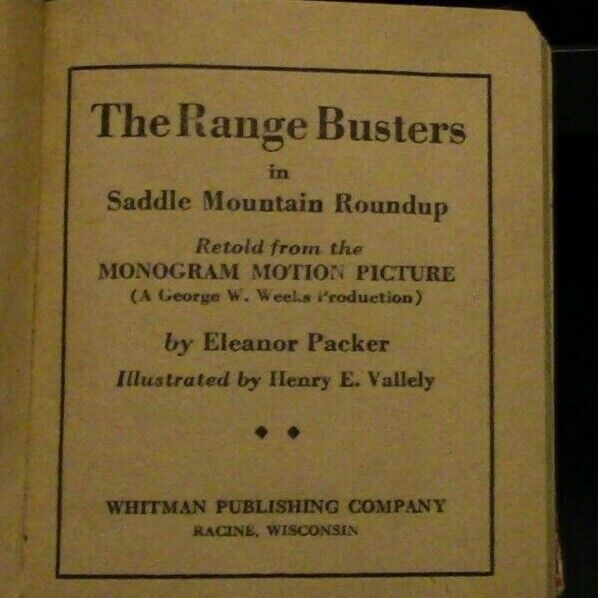 The Range Busters
in
Saddle Mountain Roundup
Retold from the
MONOGRAM MOTION PICTURE
(A George W. Weeks Production)
by Eleanor Packer
Illustrated by Henry E. Vallely
WHITMAN PUBLISHING COMPANY
RACINE, WISCONSIN